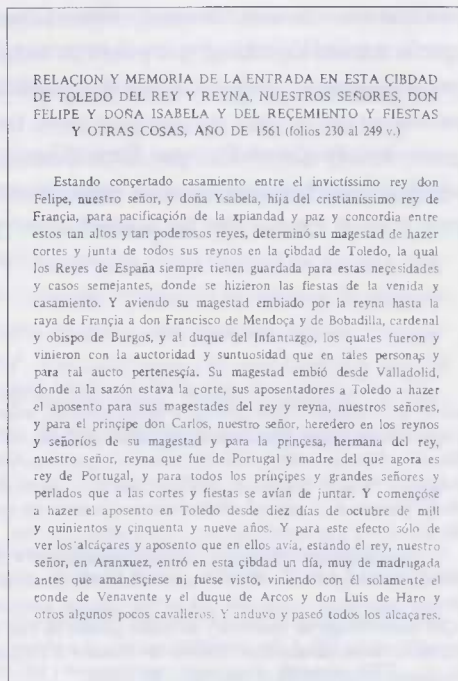 RELAÇION Y MEMORIA DE LA ENTRADA EN ESTA ÇIBDAD
DE TOLEDO DEL REY Y REYNA, NUESTROS SEÑORES, DON
FELIPE Y DOÑA ISABELA Y DEL REÇEMIENTO Y FIESTAS
Y OTRAS COSAS, AÑO DE 1561 (folios 230 al 249 v.)
Estando conçertado casamiento entre el invictíssimo rey don
Felipe, nuestro señor, y doña Ysabela, hija del cristianíssimo rey de
Françia, para pacificación de la xpiandad y paz y concordia entre
estos tan altos y tan poderosos reyes, determinó su magestad de hazer
cortes y junta de todos sus reynos en la çibdad de Toledo, la qual
los Reyes de España siempre tienen guardada para estas neçesidades
y casos semejantes, donde se hizieron las fiestas de la venida y
casamiento. Y aviendo su magestad embiado por la reyna hasta la
raya de Françia a don Francisco de Mendoça y de Bobadilla, cardenal
y obispo de Burgos, y al duque del Infantazgo, los quales fueron y
vinieron con la auctoridad y suntuosidad que en tales personas y
para tal aucto pertenesçía. Su magestad embió desde Valladolid,
donde a la sazón estava la corte, sus aposentadores a Toledo a hazer
el aposento para sus magestades del rey y reyna, nuestros señores,
y para el prinçipe don Carlos, nuestro señor, heredero en los reynos
y señoríos de su magestad y para la prinçesa, hermana del rey,
nuestro señor, reyna que fue de Portugal y madre del que agora es
rey de Portugal, y para todos los prínçipes y grandes señores y
perlados que a las cortes y fiestas se avían de juntar. Y començóse
a hazer el aposento en Toledo desde diez días de octubre de mill
y quinientos y çinquenta y nueve años. Y para este efecto sólo de
ver los alcáçares y aposento que en ellos avía, estando el rey, nuestro
señor, en Aranxuez, entró en esta çibdad un día, muy de madrugada
antes que amanesçiese ni fuese visto, viniendo con él solamente el
conde de Venavente y el duque de Arcos y don Luis de Haro y
otros algunos pocos cavalleros. Y anduvo y paseó todos los alcaçares,